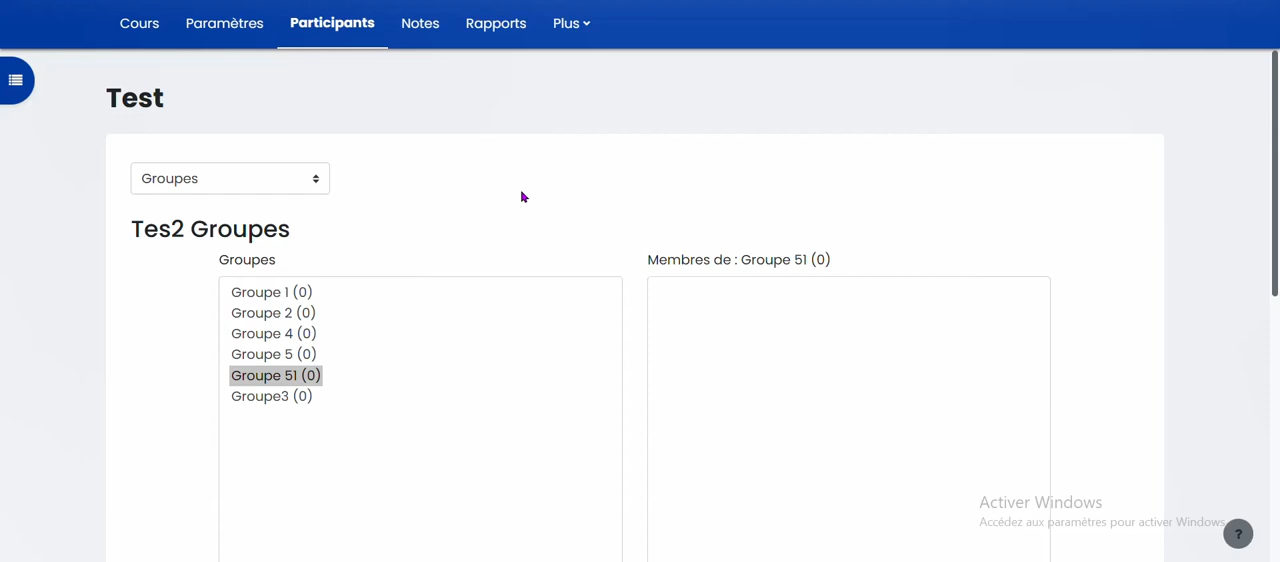 Cours Paramètres Participants Notes Rapports Plus
Test
Groupes
Tes2 Groupes
Groupes
Membres de : Groupe 51 (0)
Groupe 1 (0)
Groupe 2 (0)
Groupe 4 (0)
Groupe 5 (0)
Groupe 51 (0)
Groupe3 (0)
Activer Windows
Accédez aux paramètres pour activer Windows.
?